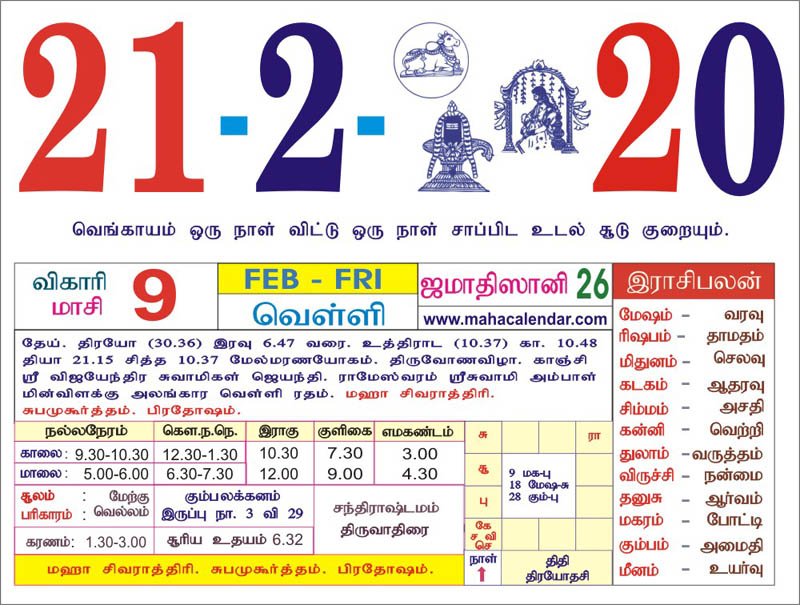 21-2-20
வெங்காயம் ஒரு நாள் விட்டு ஒரு நாள் சாப்பிட உடல் சூடு குறையும்.
விகாரி
மாசி 9
FEB - FRI
வெள்ளி
ஜமாதிஸானி 26
www.mahacalendar.com
தேய். திரயோ (30.36) இரவு 6.47 வரை. உத்திராட (10.37) கா. 10.48
தியா 21.15 சித்த 10.37 மேல்மரணயோகம். திருவோணவிழா. காஞ்சி
ஸ்ரீ விஜயேந்திர சுவாமிகள் ஜெயந்தி. ராமேஸ்வரம் ஸ்ரீசுவாமி அம்பாள்
மின்விளக்கு அலங்கார வெள்ளி ரதம். மஹா சிவராத்திரி.
சுபமுகூர்த்தம். பிரதோஷம்.
இராசிபலன்
மேஷம் – வரவு
ரிஷபம் – தாமதம்
மிதுனம் – செலவு
கடகம் – ஆதரவு
சிம்மம் – அசதி
கன்னி – வெற்றி
துலாம் – வருத்தம்
விருச்சி – நன்மை
தனுசு – ஆர்வம்
மகரம் – போட்டி
கும்பம் – அமைதி
மீனம் – உயர்வு
நல்லநேரம் கௌ.ந.நெ. இராகு குளிகை எமகண்டம்
காலை: 9.30-10.30 12.30-1.30 10.30 7.30 3.00
மாலை: 5.00-6.00 6.30-7.30 12.00 9.00 4.30
சூலம் : மேற்கு
பரிகாரம் : வெல்லம்
கும்பலக்கனம்
இருப்பு நா. 3 வி 29
சந்திராஷ்டமம்
திருவாதிரை
கரணம்: 1.30-3.00 சூரிய உதயம் 6.32
சு ரா
சூ
பு
கே
ச வி
செ
9 மக-பு
18 மேஷ-சு
28 கும்-பு
நாள்
திதி
திரயோதசி
மஹா சிவராத்திரி. சுபமுகூர்த்தம். பிரதோஷம்.